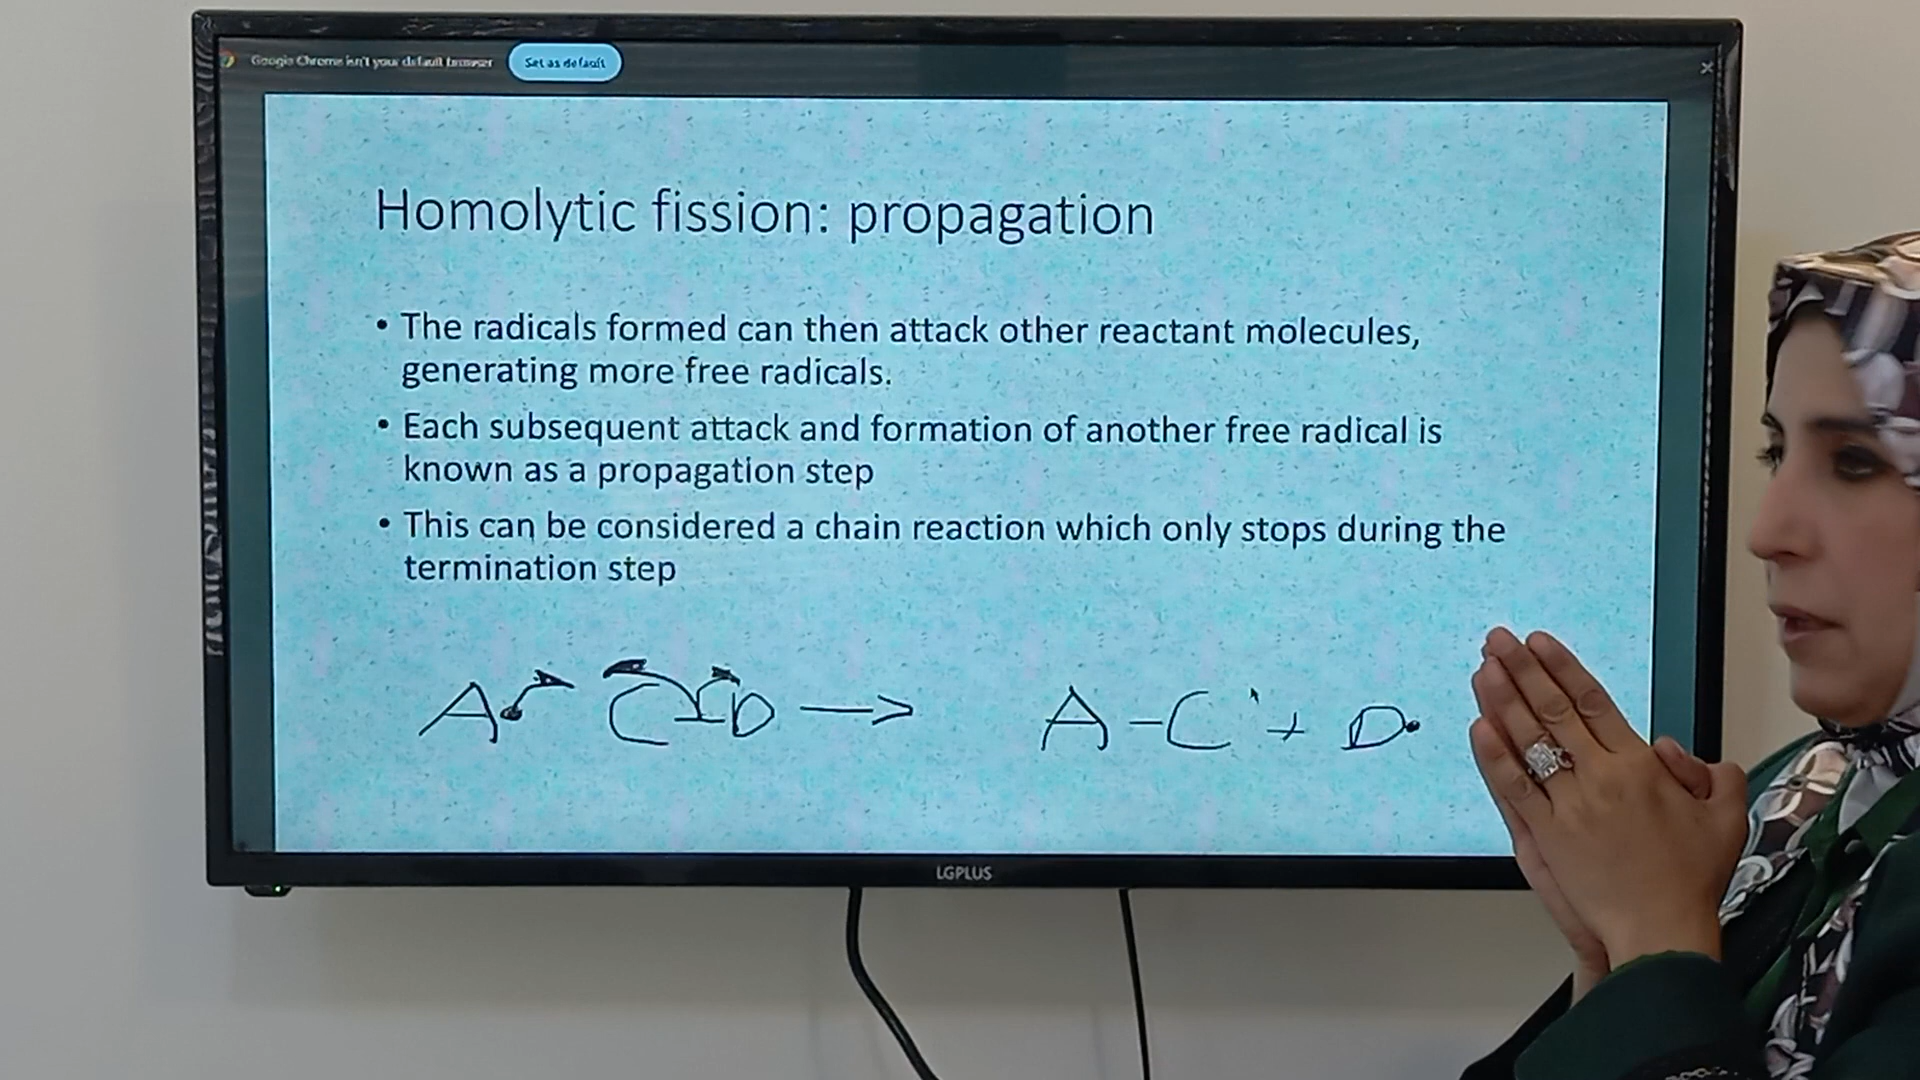 Google Chrome isn't your default browser
Set as default
Homolytic fission: propagation
• The radicals formed can then attack other reactant molecules,
generating more free radicals.
• Each subsequent attack and formation of another free radical is
known as a propagation step
• This can be considered a chain reaction which only stops during the
termination step
A• C–D → A–C + D•
LGPLUS